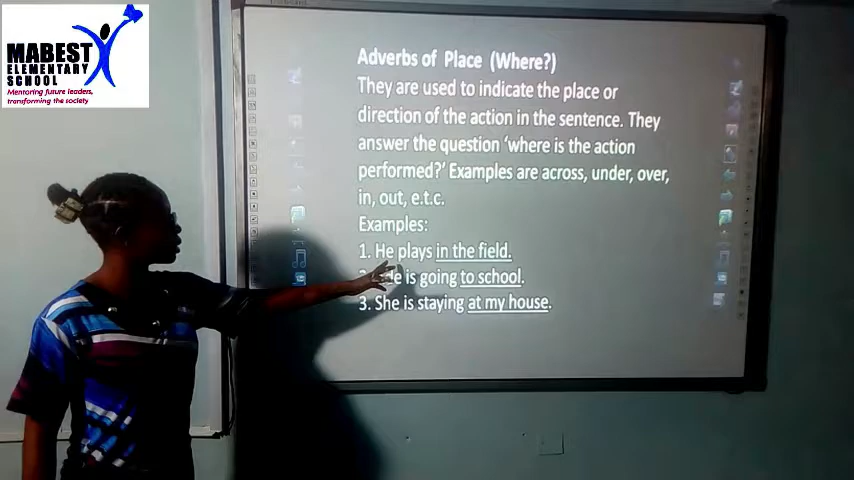 MABEST
ELEMENTARY
SCHOOL
Mentoring future leaders,
transforming the society
Adverbs of Place (Where?)
They are used to indicate the place or
direction of the action in the sentence. They
answer the question ‘where is the action
performed?’ Examples are across, under, over,
in, out, e.t.c.
Examples:
1. He plays in the field.
is going to school.
3. She is staying at my house.